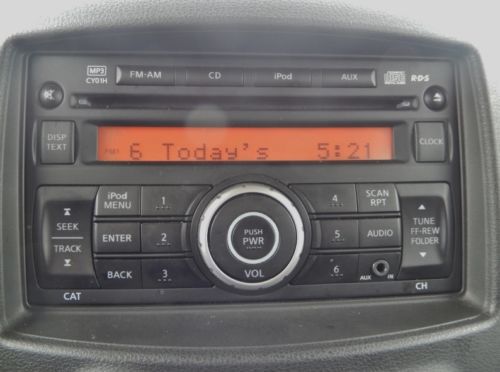 MP3
CY01H
FM-AM
CD
iPod
AUX
RDS
DISP
TEXT
FM1 6 Today's 5:21
CLOCK
iPod
MENU
1
4
SCAN
RPT
SEEK
TRACK
ENTER
2
PUSH
PWR
VOL
5
AUDIO
TUNE
FF-REW
FOLDER
BACK
3
6
AUX
IN
CAT
CH